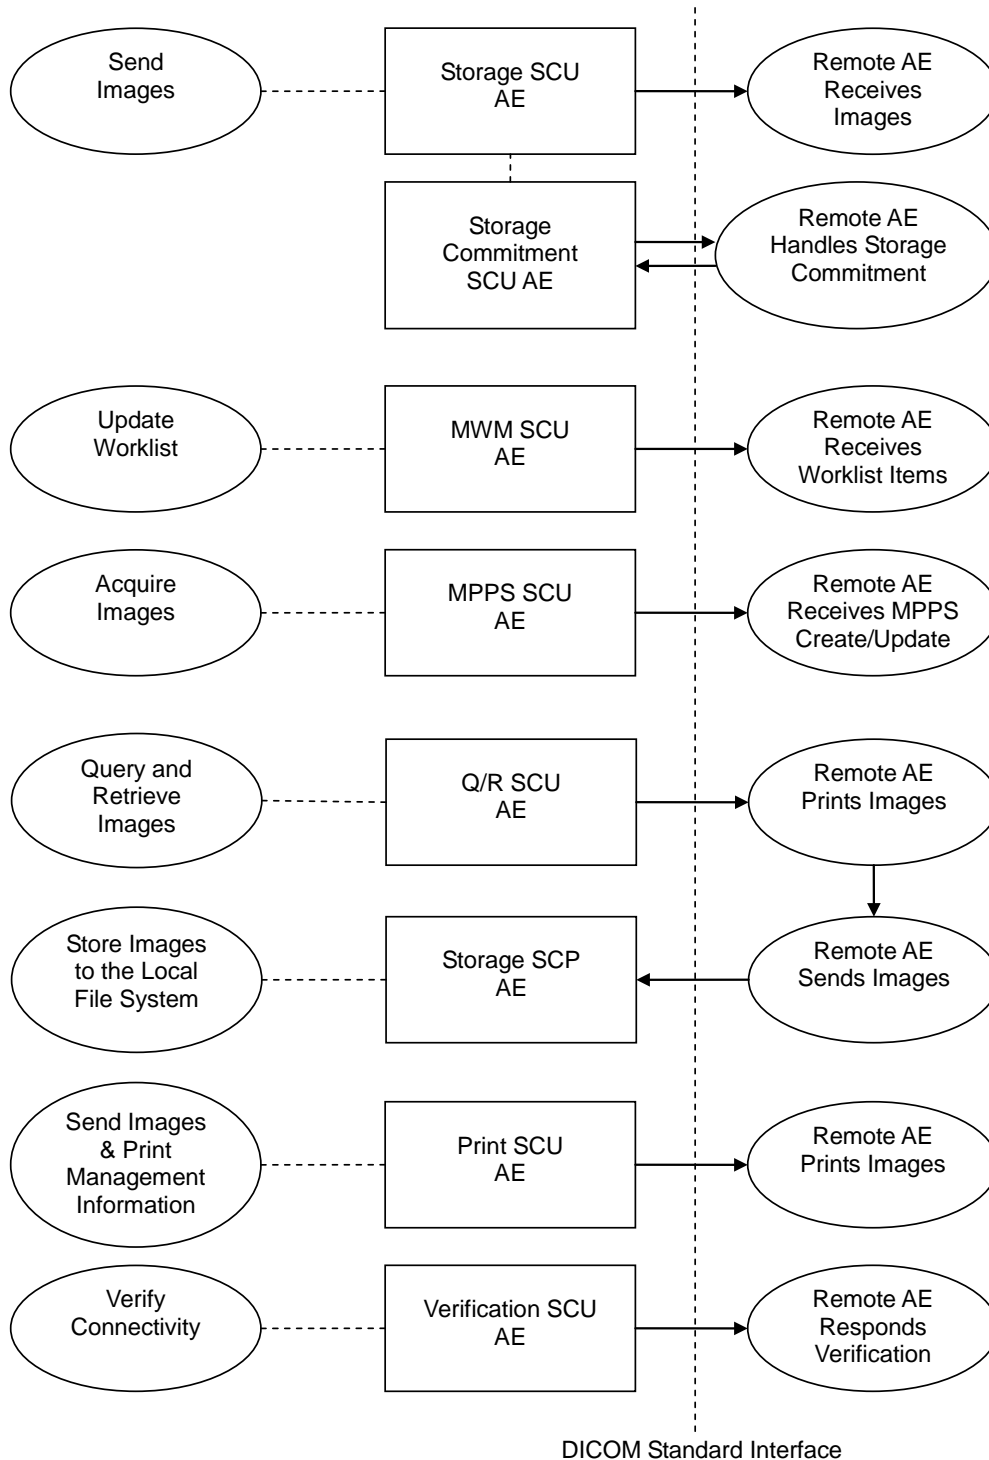 Send
Images
Storage SCU
AE
Remote AE
Receives
Images
Storage
Commitment
SCU AE
Remote AE
Handles Storage
Commitment
Update
Worklist
MWM SCU
AE
Remote AE
Receives
Worklist Items
Acquire
Images
MPPS SCU
AE
Remote AE
Receives MPPS
Create/Update
Query and
Retrieve
Images
Q/R SCU
AE
Remote AE
Prints Images
Store Images
to the Local
File System
Storage SCP
AE
Remote AE
Sends Images
Send Images
& Print
Management
Information
Print SCU
AE
Remote AE
Prints Images
Verify
Connectivity
Verification SCU
AE
Remote AE
Responds
Verification
DICOM Standard Interface